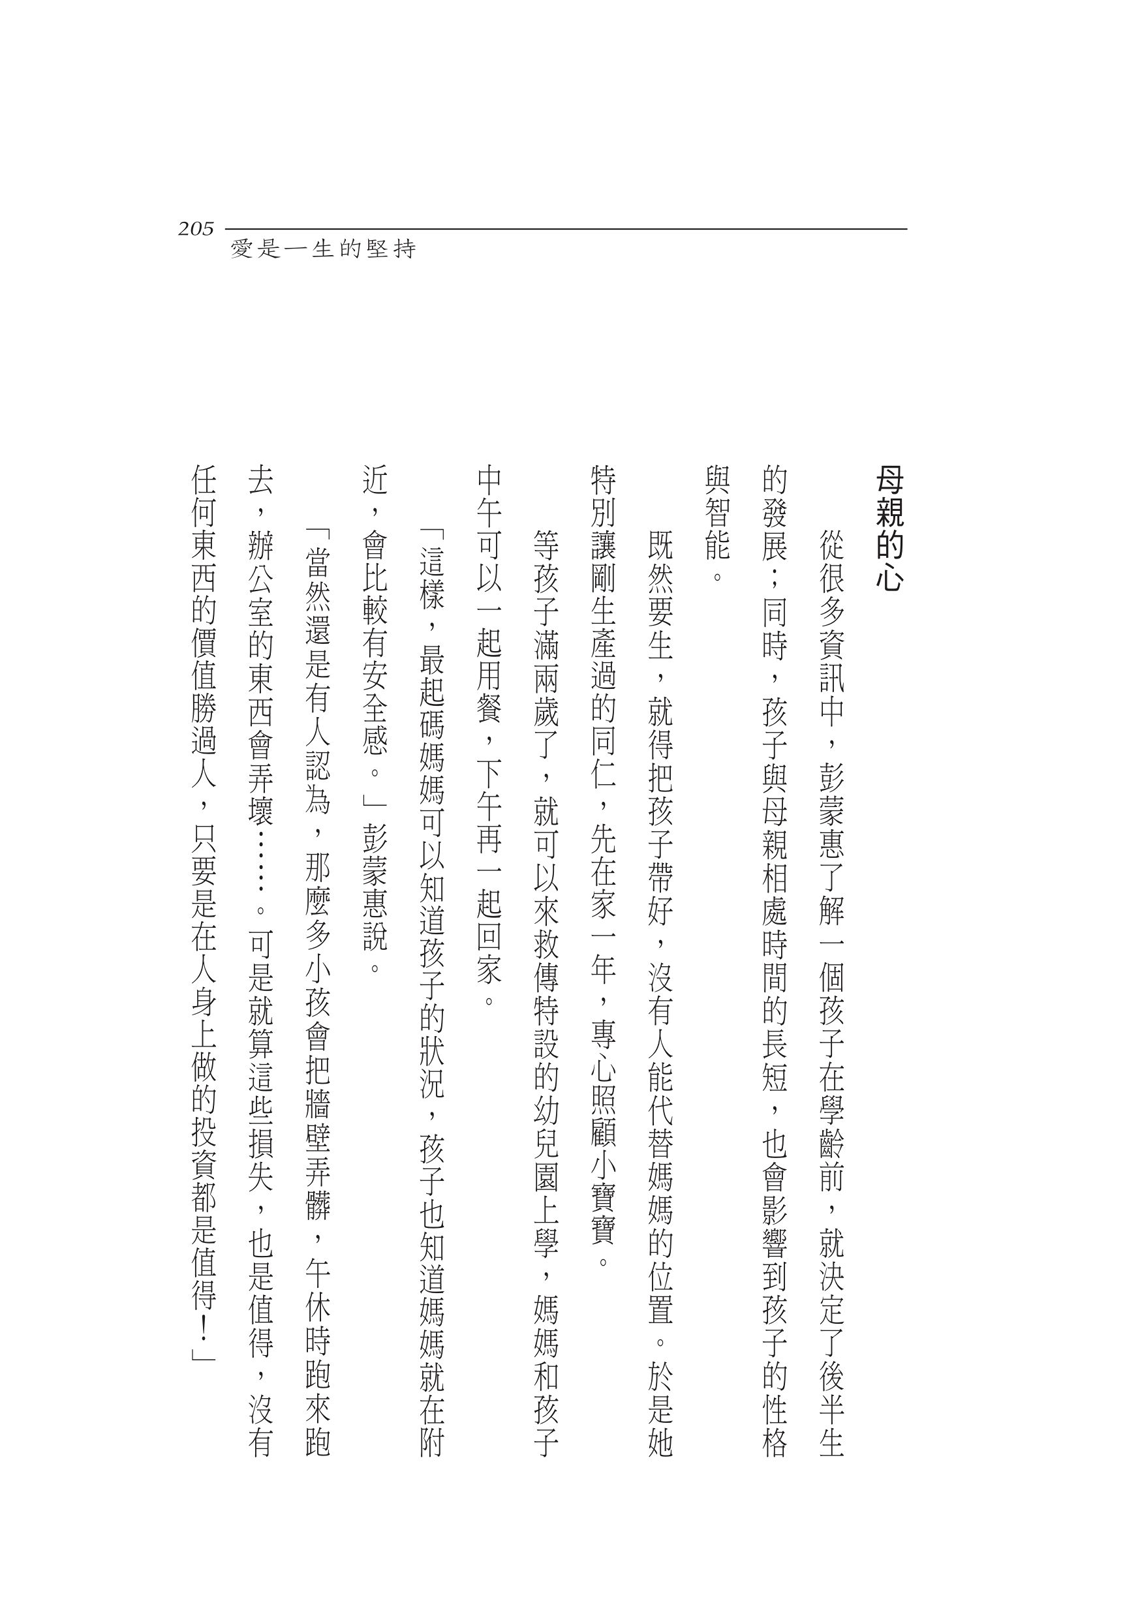 205
愛是一生的堅持
母親的心
從很多資訊中，彭蒙惠了解一個孩子在學齡前，就決定了後半生
的發展；同時，孩子與母親相處時間的長短，也會影響到孩子的性格
與智能。
既然要生，就得把孩子帶好，沒有人能代替媽媽的位置。於是她
特別讓剛生產過的同仁，先在家一年，專心照顧小寶寶。
等孩子滿兩歲了，就可以來救傳特設的幼兒園上學，媽媽和孩子
中午可以一起用餐，下午再一起回家。
「這樣，最起碼媽媽可以知道孩子的狀況，孩子也知道媽媽就在附
近，會比較有安全感。」彭蒙惠說。
「當然還是有人認為，那麼多小孩會把牆壁弄髒，午休時跑來跑
去，辦公室的東西會弄壞……。可是就算這些損失，也是值得，沒有
任何東西的價值勝過人，只要是在人身上做的投資都是值得！」